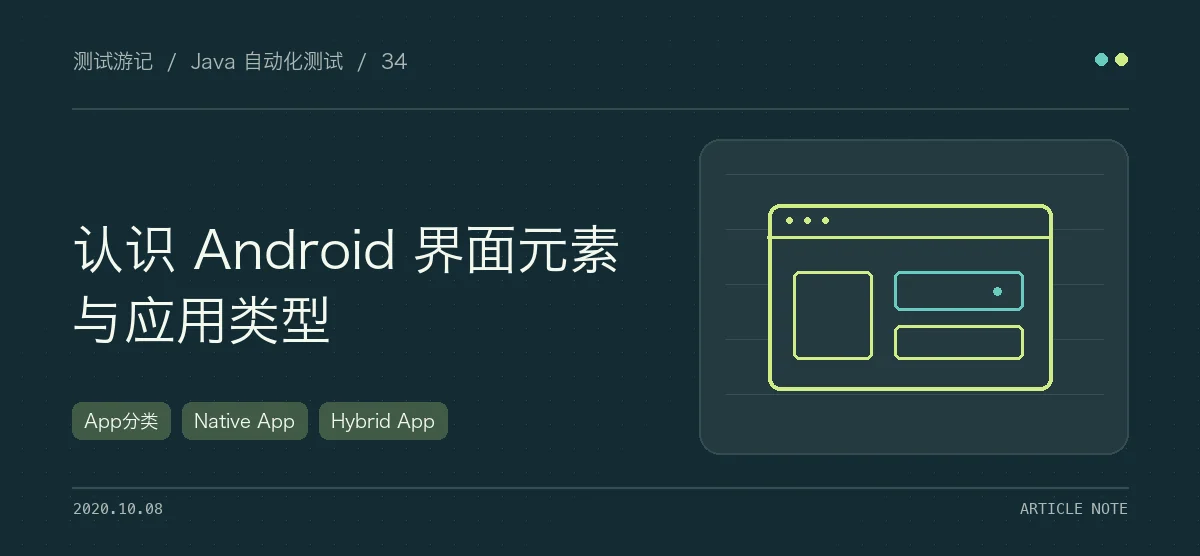 测试游记 / Java 自动化测试 / 34
认识 Android 界面元素
与应用类型
App分类 Native App Hybrid App
2020.10.08 ARTICLE NOTE